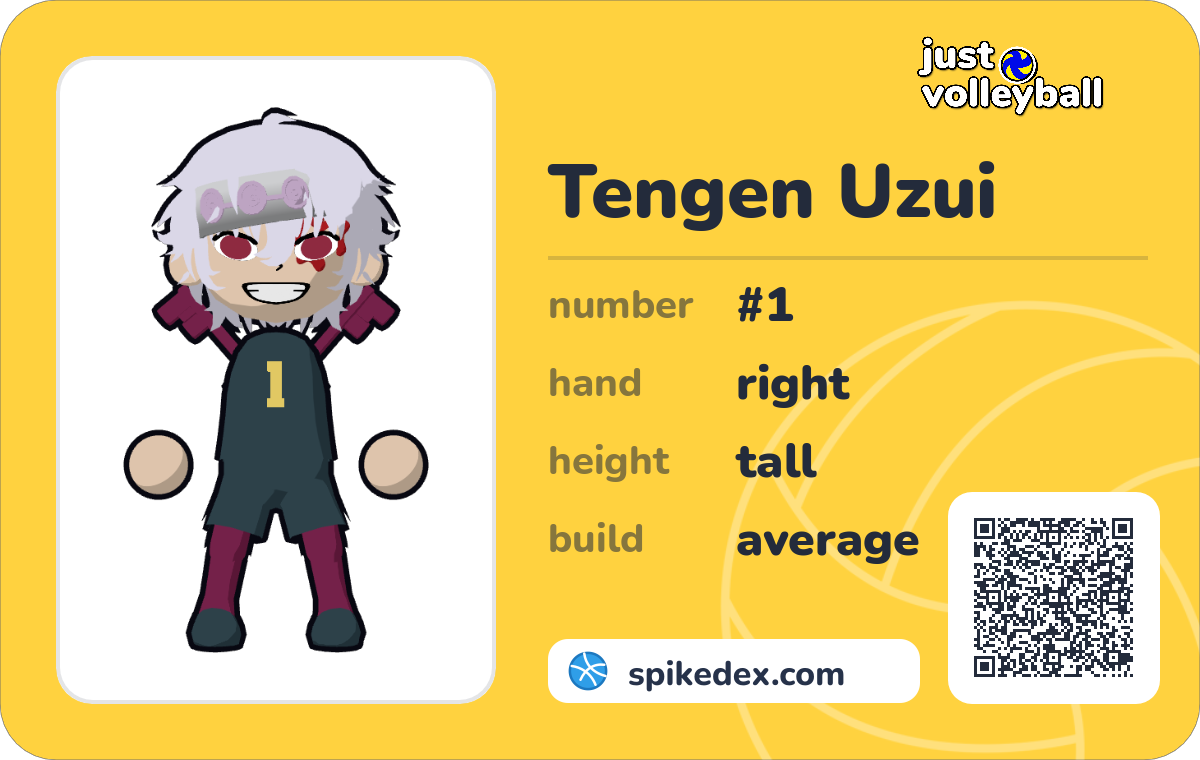 just
volleyball
Tengen Uzui
number #1
hand right
height tall
build average
1
spikedex.com